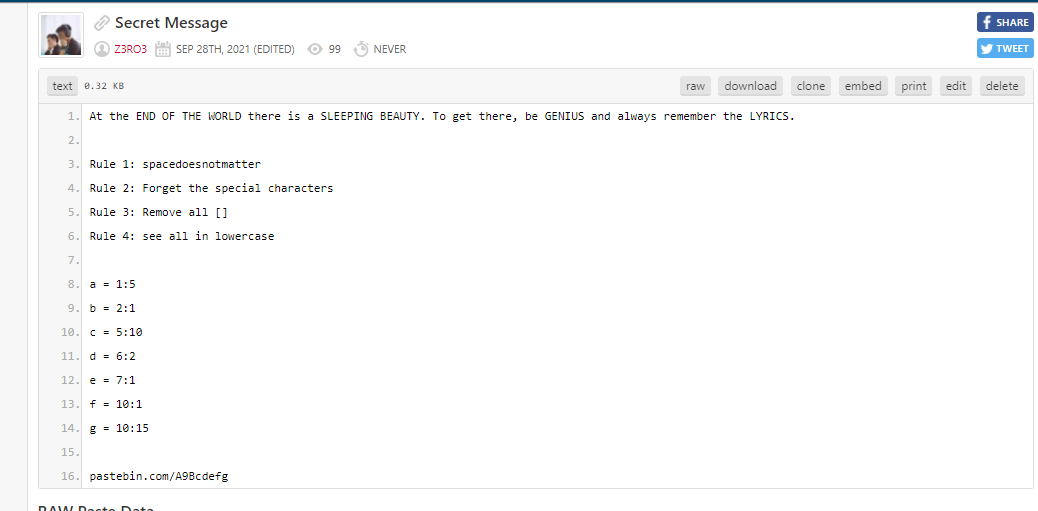 Secret Message
SHARE
Z3RO3 SEP 28TH, 2021 (EDITED) 99 NEVER
TWEET
text 0.32 KB raw download clone embed print edit delete
1. At the END OF THE WORLD there is a SLEEPING BEAUTY. To get there, be GENIUS and always remember the LYRICS.
2.
3. Rule 1: spacedoesnotmatter
4. Rule 2: Forget the special characters
5. Rule 3: Remove all []
6. Rule 4: see all in lowercase
7.
8. a = 1:5
9. b = 2:1
10. c = 5:10
11. d = 6:2
12. e = 7:1
13. f = 10:1
14. g = 10:15
15.
16. pastebin.com/A9Bcdefg
RAW Paste Data